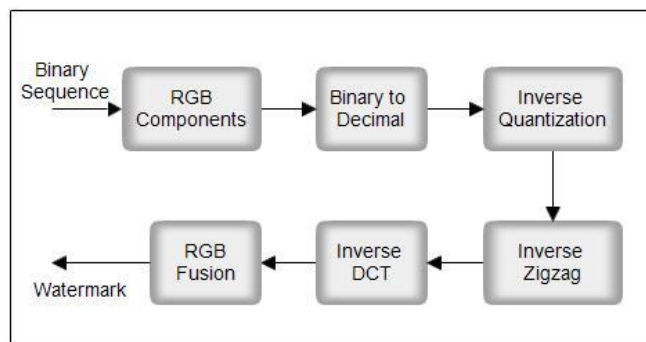 Binary
Sequence
RGB
Components
Binary to
Decimal
Inverse
Quantization
Inverse
Zigzag
Inverse
DCT
RGB
Fusion
Watermark